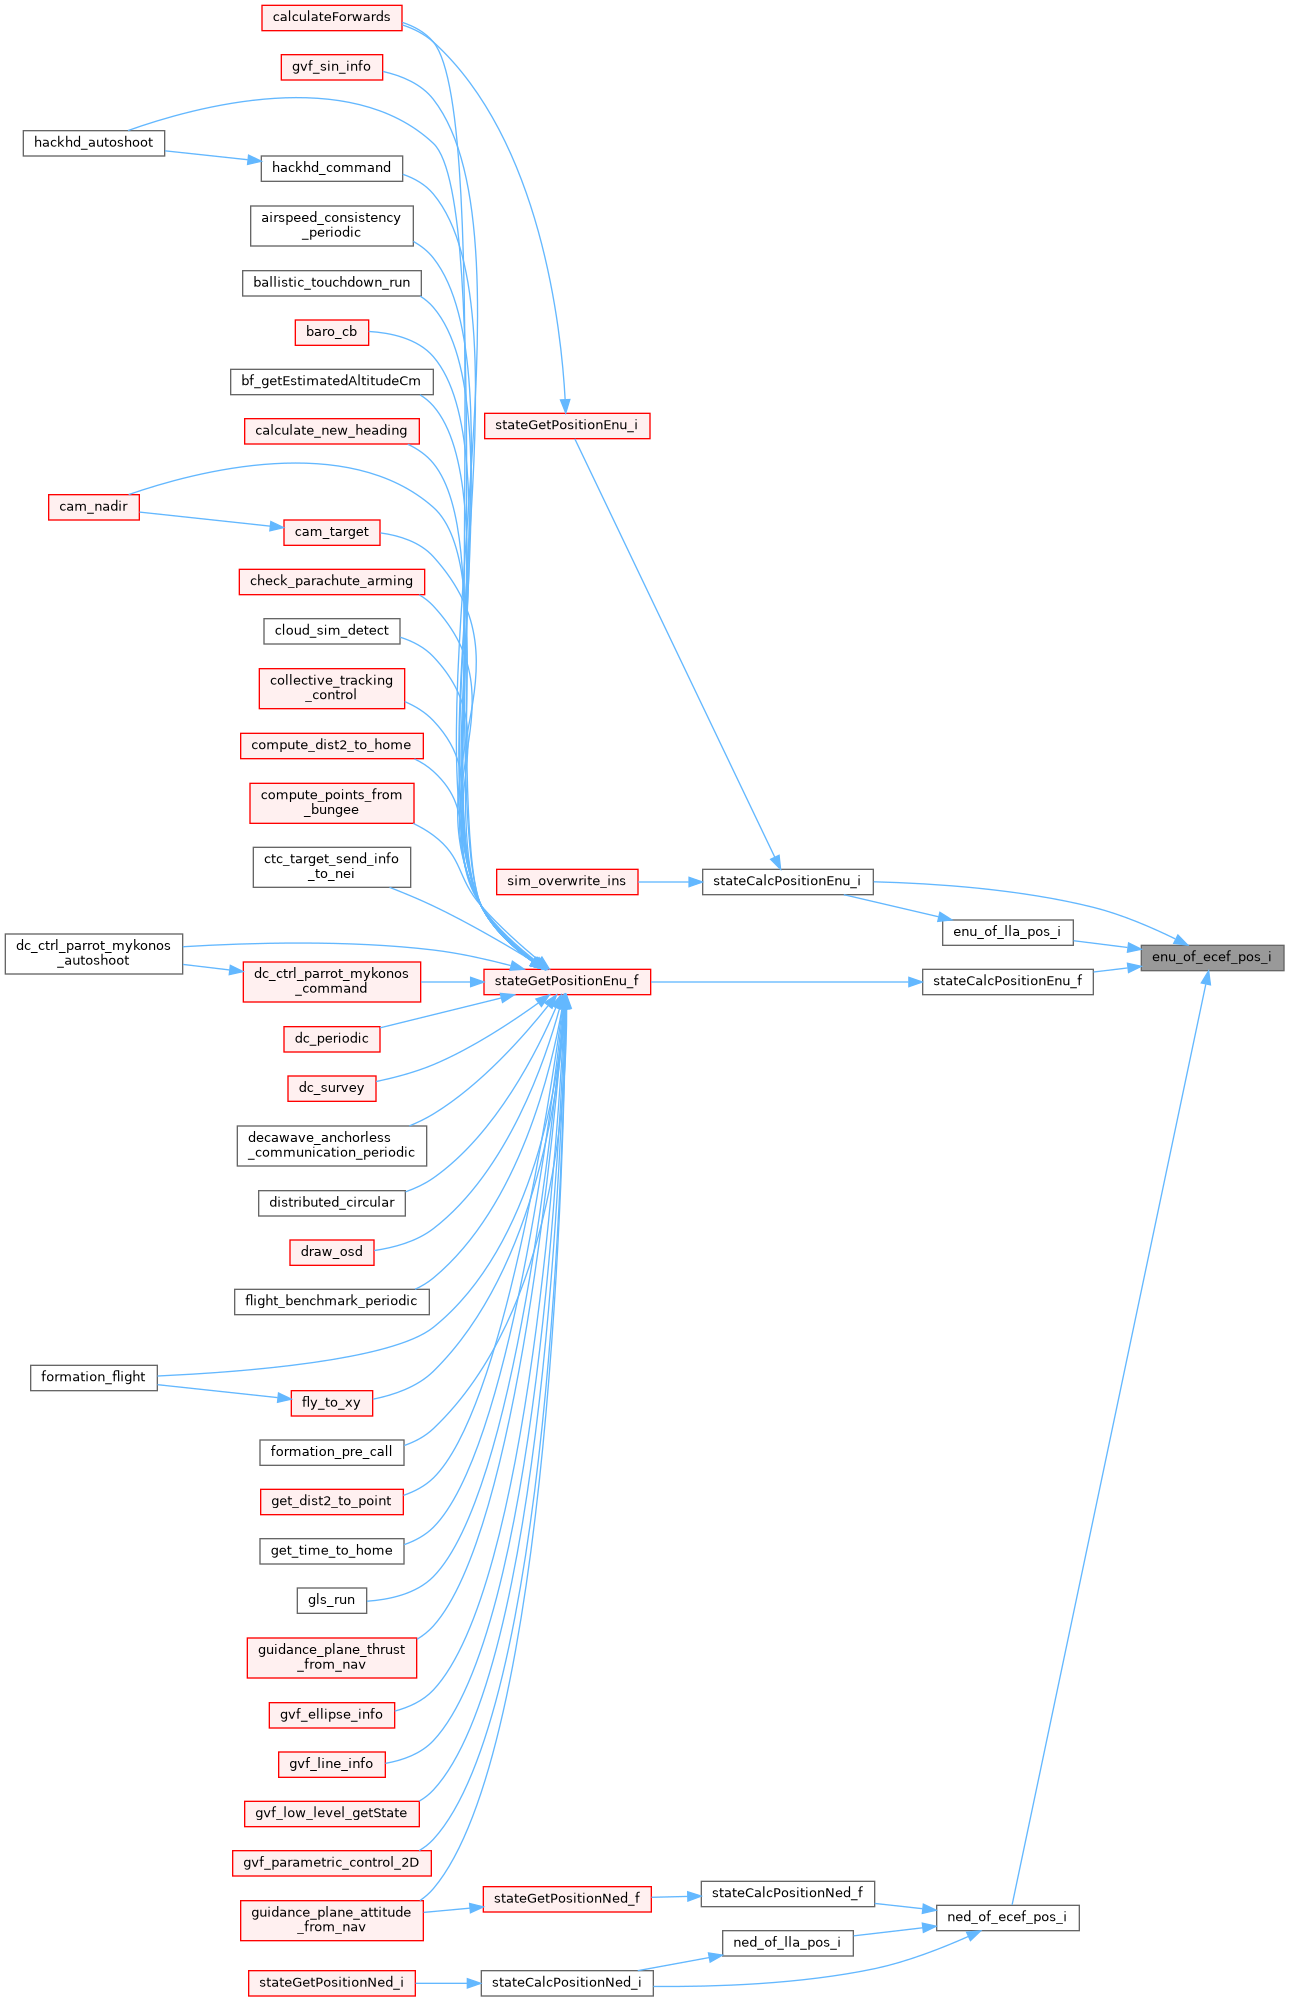 calculateForwards
gvf_sin_info
hackhd_autoshoot
hackhd_command
airspeed_consistency
_periodic
ballistic_touchdown_run
baro_cb
bf_getEstimatedAltitudeCm
stateGetPositionEnu_i
calculate_new_heading
cam_nadir
cam_target
check_parachute_arming
cloud_sim_detect
collective_tracking
_control
compute_dist2_to_home
compute_points_from
_bungee
ctc_target_send_info
_to_nei
sim_overwrite_ins
stateCalcPositionEnu_i
enu_of_lla_pos_i
enu_of_ecef_pos_i
dc_ctrl_parrot_mykonos
_autoshoot
dc_ctrl_parrot_mykonos
_command
stateGetPositionEnu_f
stateCalcPositionEnu_f
dc_periodic
dc_survey
decawave_anchorless
_communication_periodic
distributed_circular
draw_osd
flight_benchmark_periodic
formation_flight
fly_to_xy
formation_pre_call
get_dist2_to_point
get_time_to_home
gls_run
guidance_plane_thrust
_from_nav
gvf_ellipse_info
gvf_line_info
gvf_low_level_getState
gvf_parametric_control_2D
guidance_plane_attitude
_from_nav
stateGetPositionNed_f
stateCalcPositionNed_f
ned_of_ecef_pos_i
ned_of_lla_pos_i
stateGetPositionNed_i
stateCalcPositionNed_i